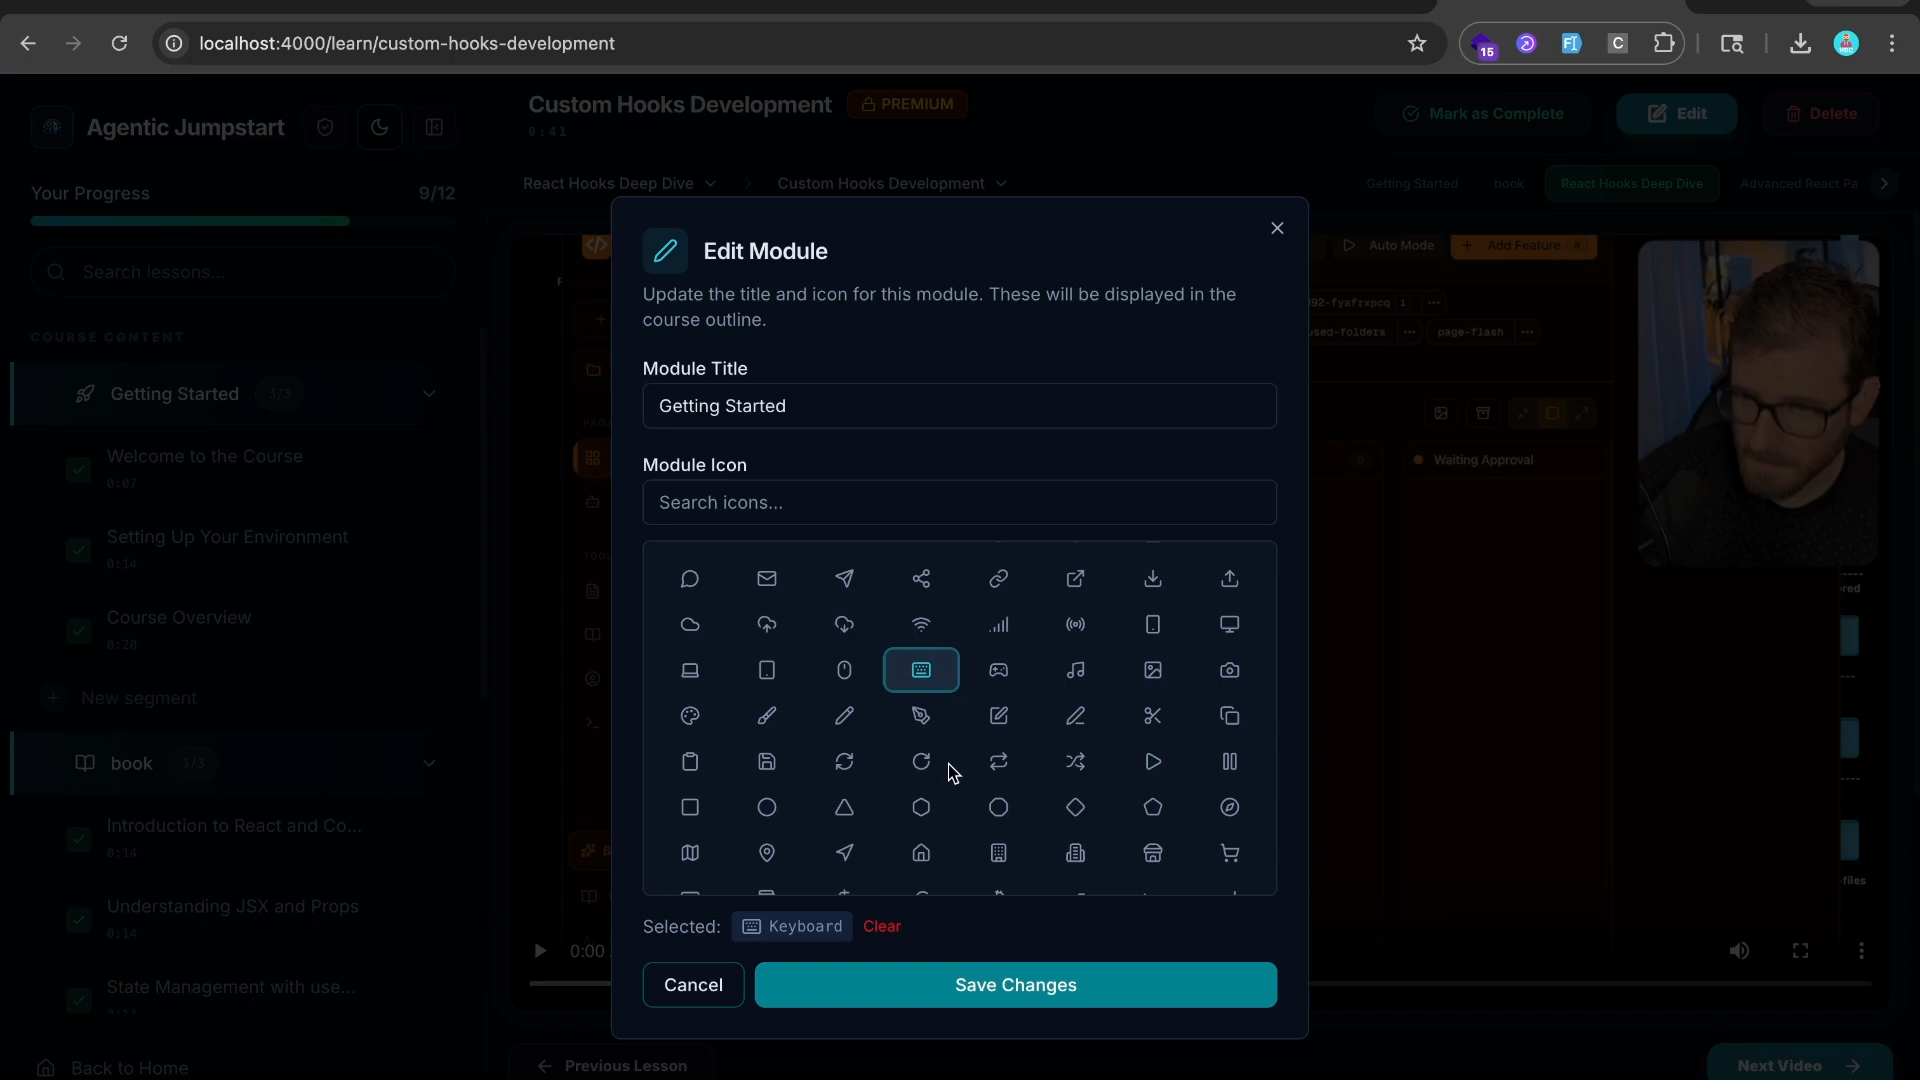 localhost:4000/learn/custom-hooks-development
15
C
Agentic Jumpstart
Custom Hooks Development
PREMIUM
0:41
Mark as Complete
Edit
Delete
Your Progress
9/12
React Hooks Deep Dive
Custom Hooks Development
Getting Started
book
React Hooks Deep Dive
Advanced React Pa
Search lessons...
COURSE CONTENT
Getting Started
3/3
Welcome to the Course
0:07
Setting Up Your Environment
0:14
Course Overview
0:20
New segment
book
3/3
Introduction to React and Co...
0:14
Understanding JSX and Props
0:14
State Management with use...
Back to Home
Edit Module
Update the title and icon for this module. These will be displayed in the
course outline.
Module Title
Getting Started
Module Icon
Search icons...
Selected:
Keyboard
Clear
Cancel
Save Changes
Auto Mode
Add Feature
page-flash
Waiting Approval
0:00
Previous Lesson
Next Video